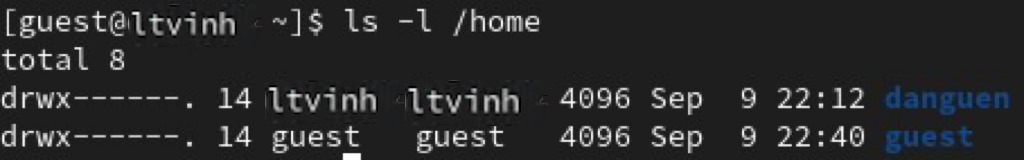 [guest@ltvinh ~]$ ls -l /home
total 8
drwx------. 14 ltvinh ltvinh 4096 Sep 9 22:12 danguen
drwx------. 14 guest guest 4096 Sep 9 22:40 guest